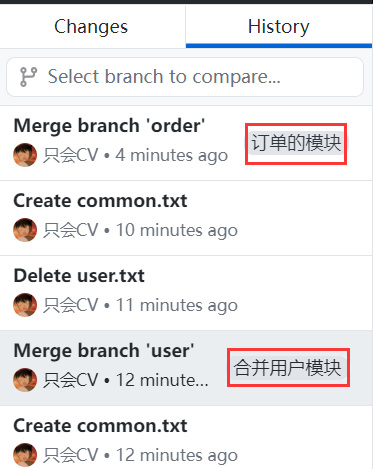 Changes History
Select branch to compare...
Merge branch 'order'
订单的模块
只会CV • 4 minutes ago
Create common.txt
只会CV • 10 minutes ago
Delete user.txt
只会CV • 11 minutes ago
Merge branch 'user'
合并用户模块
只会CV • 12 minute...
Create common.txt
只会CV • 12 minutes ago